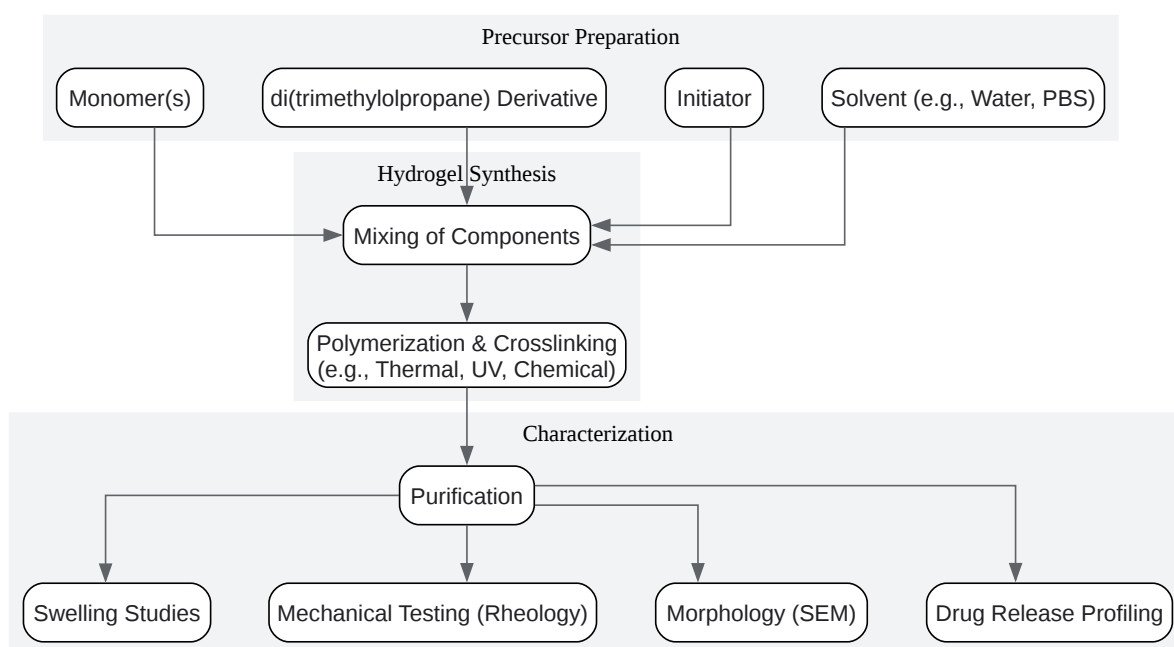 Precursor Preparation
Monomer(s)
di(trimethylolpropane) Derivative
Initiator
Solvent (e.g., Water, PBS)
Hydrogel Synthesis
Mixing of Components
Polymerization & Crosslinking
(e.g., Thermal, UV, Chemical)
Characterization
Purification
Swelling Studies
Mechanical Testing (Rheology)
Morphology (SEM)
Drug Release Profiling